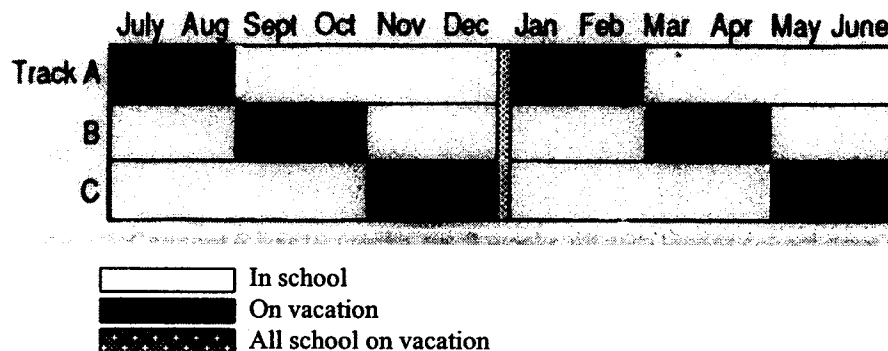 July Aug Sept Oct Nov Dec Jan Feb Mar Apr May June
Track A
B
C
In school
On vacation
All school on vacation